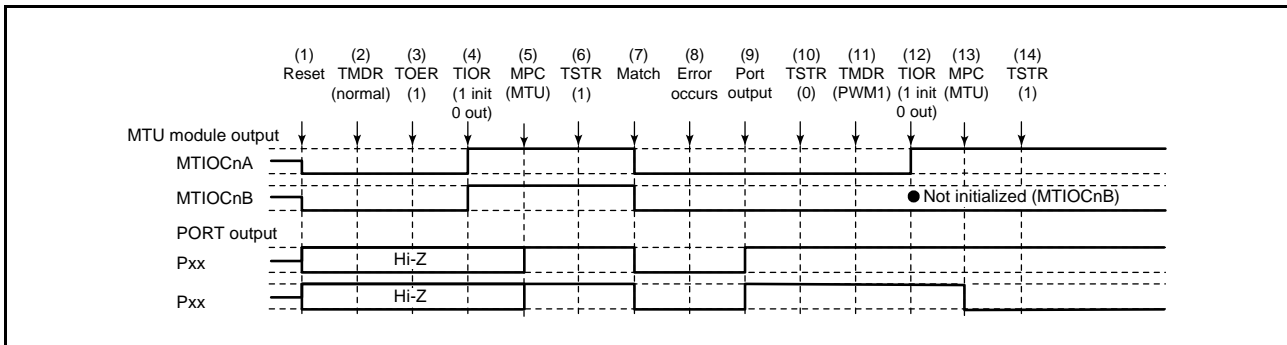 (1) (2) (3) (4) (5) (6) (7) (8) (9) (10) (11) (12) (13) (14)
Reset TMDR TOER TIOR MPC TSTR Match Error Port TSTR TMDR TIOR MPC TSTR
(normal) (1) (1 init (MTU) (1) occurs output (0) (PWM1) (1 init (MTU) (1)
0 out) 0 out)
MTU module output
MTIOCnA
MTIOCnB
● Not initialized (MTIOCnB)
PORT output
Pxx Hi-Z
Pxx Hi-Z